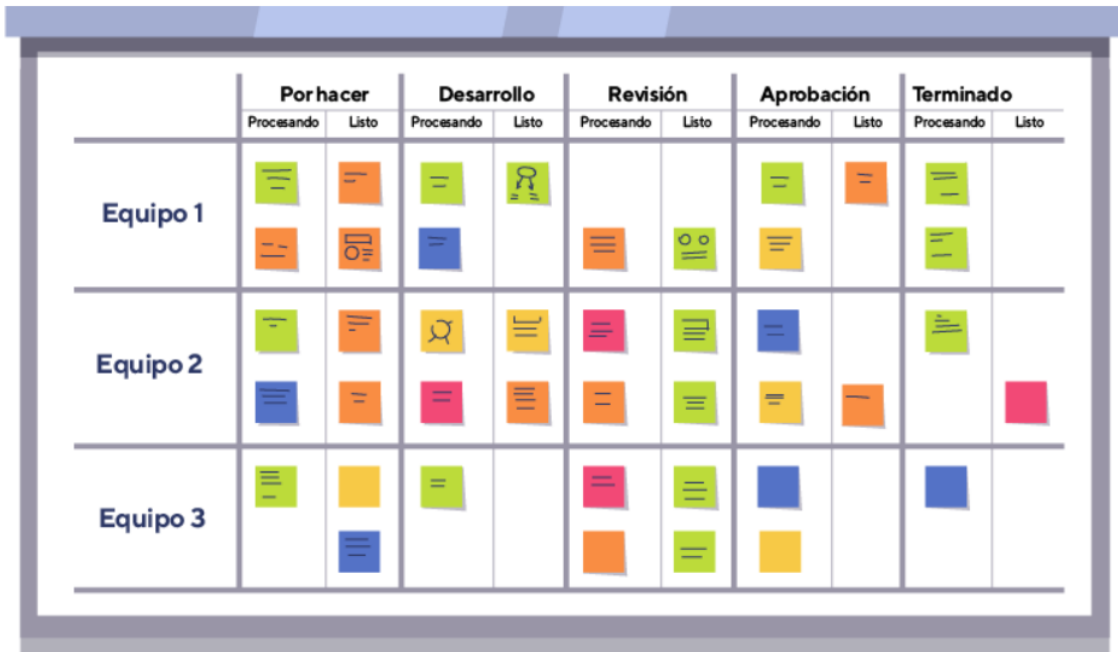 Por hacer Desarrollo Revisión Aprobación Terminado
Procesando Listo Procesando Listo Procesando Listo Procesando Listo Procesando Listo
Equipo 1
Equipo 2
Equipo 3